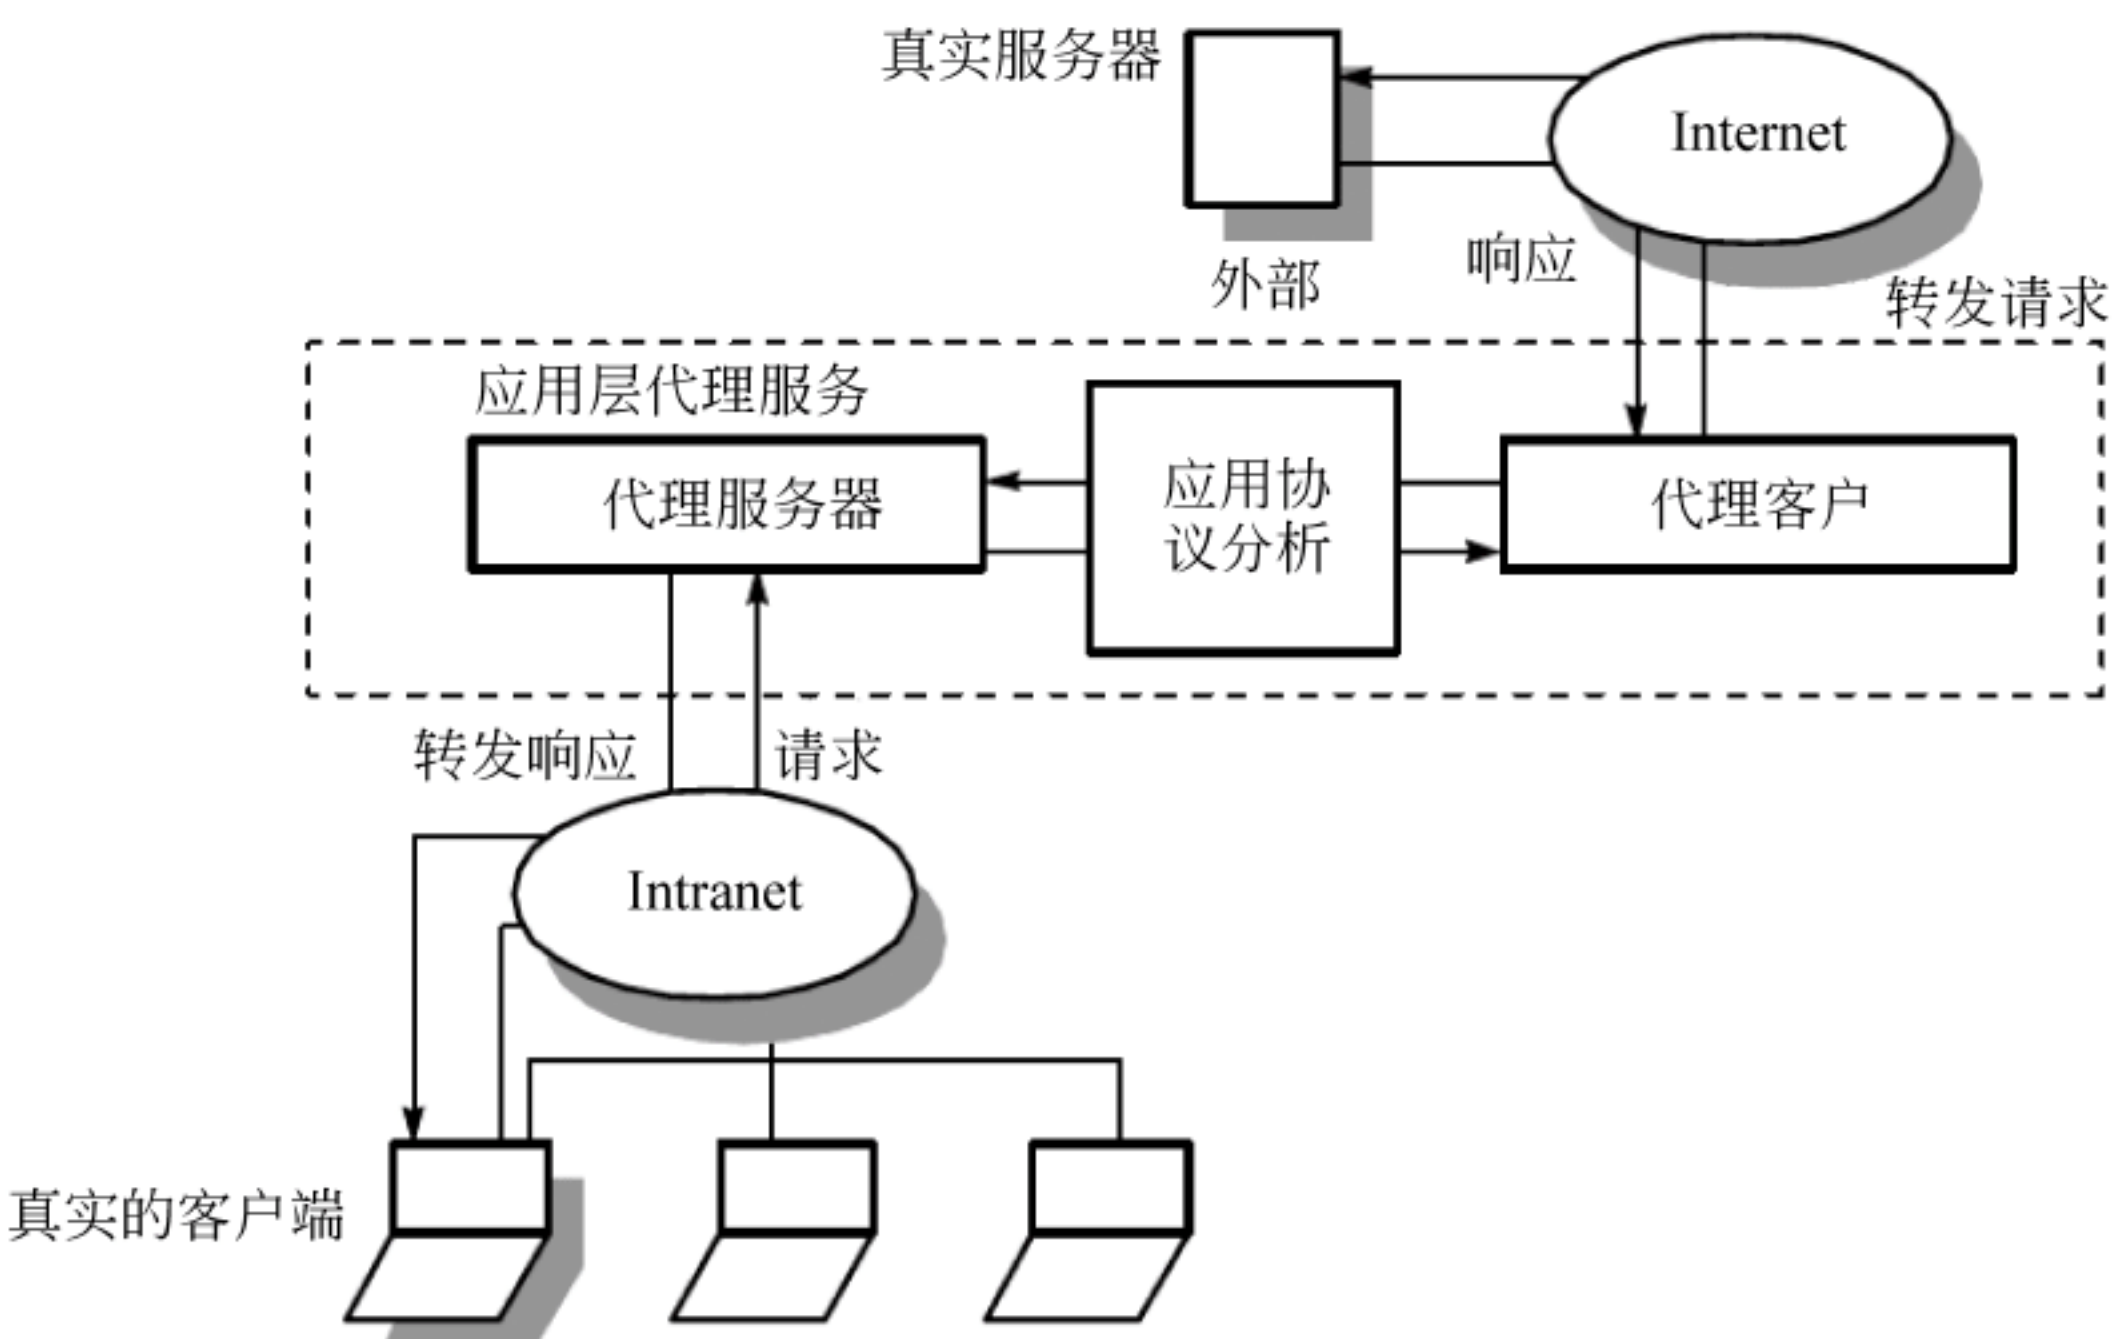 真实服务器
Internet
外部
响应
转发请求
应用层代理服务
代理服务器
应用协
议分析
代理客户
转发响应
请求
Intranet
真实的客户端